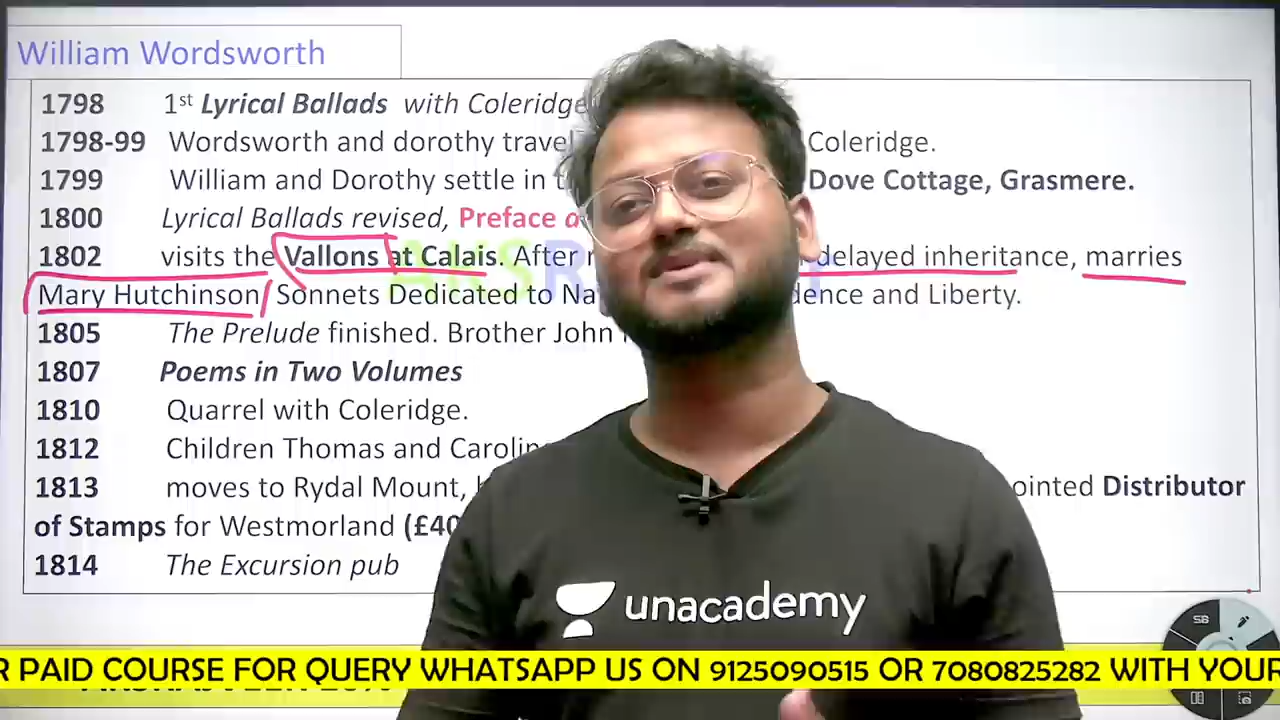 William Wordsworth
1798 1st Lyrical Ballads with Coleridge
1798-99 Wordsworth and dorothy travel Coleridge.
1799 William and Dorothy settle in Dove Cottage, Grasmere.
1800 Lyrical Ballads revised, Preface
1802 visits the Vallons at Calais. After delayed inheritance, marries
Mary Hutchinson Sonnets Dedicated to and Liberty.
1805 The Prelude finished. Brother John
1807 Poems in Two Volumes
1810 Quarrel with Coleridge.
1812 Children Thomas and
1813 moves to Rydal Mount, Distributor
of Stamps for Westmorland
1814 The Excursion pub
unacademy
PAID COURSE FOR QUERY WHATSAPP US ON 9125090515 OR 7080825282 WITH YOUR